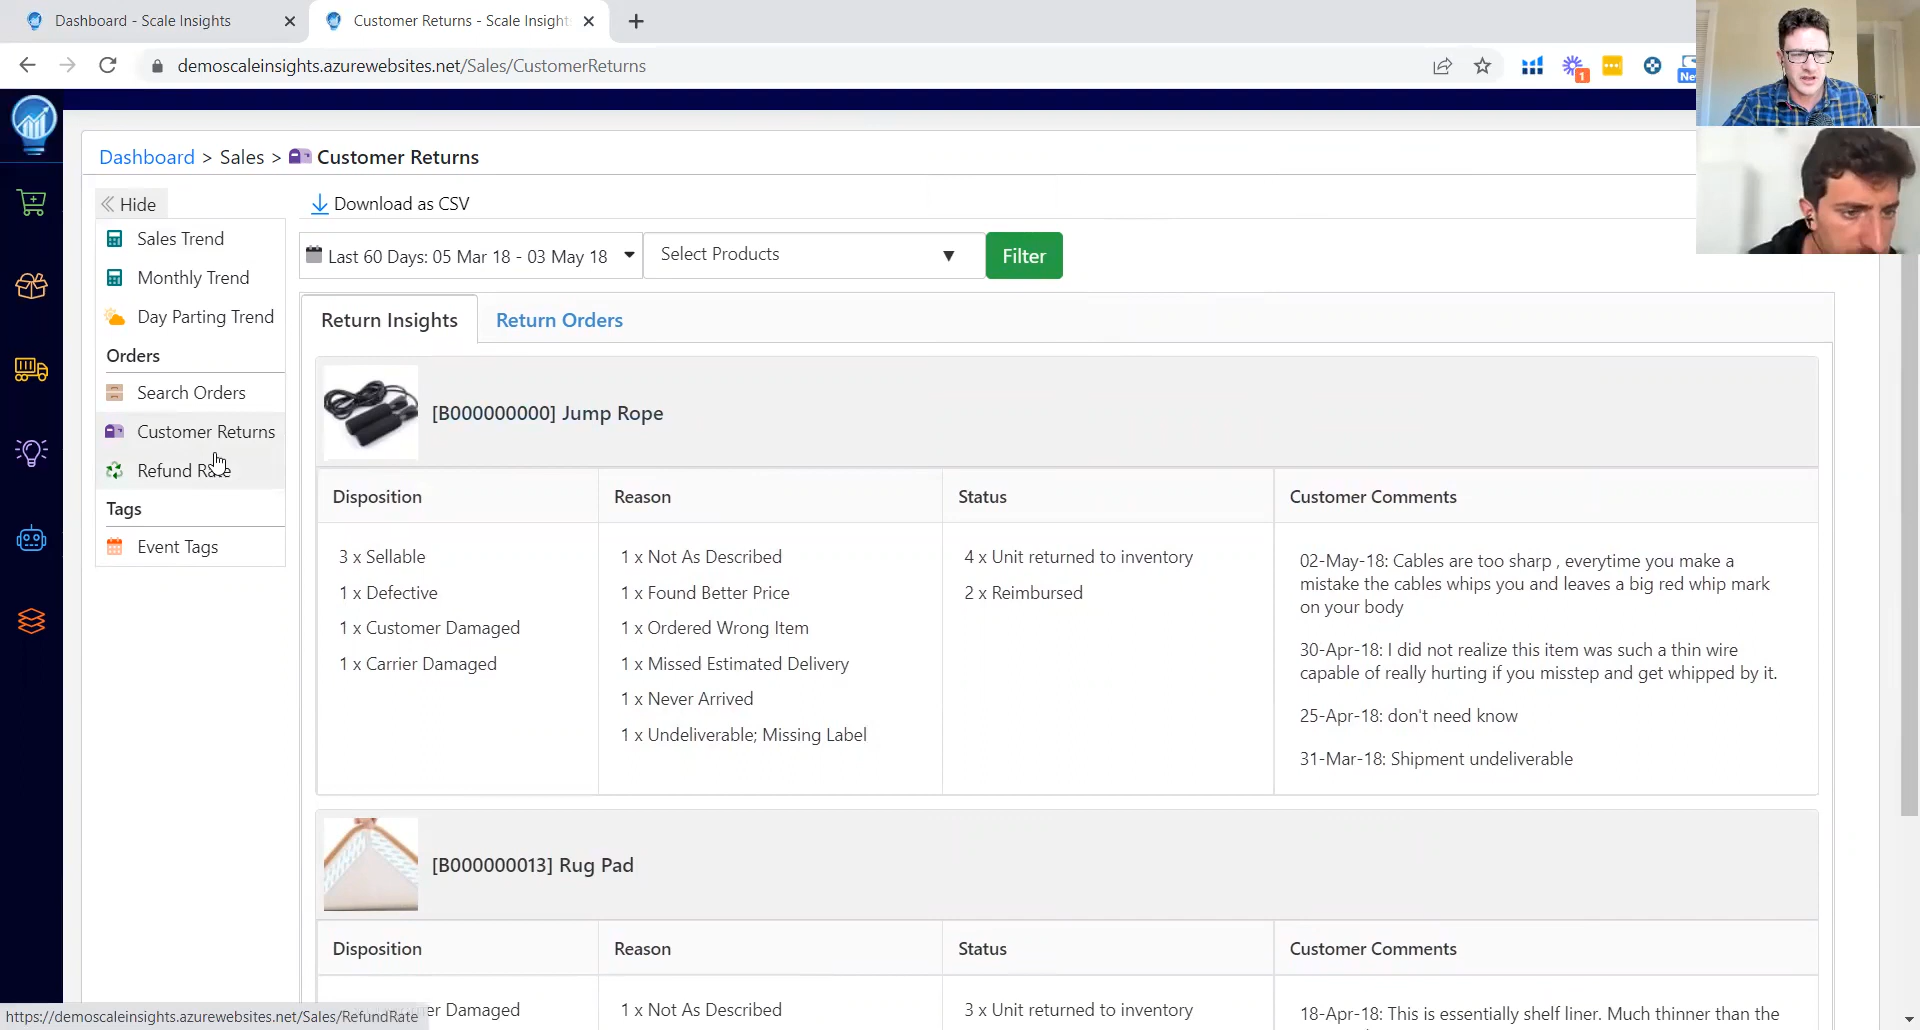 Dashboard - Scale Insights
Customer Returns - Scale Insight
demoscaleinsights.azurewebsites.net/Sales/CustomerReturns
1
Ne
Dashboard > Sales > Customer Returns
Hide
Download as CSV
Sales Trend
Monthly Trend
Day Parting Trend
Orders
Search Orders
Customer Returns
Refund Rate
Tags
Event Tags
Last 60 Days: 05 Mar 18 - 03 May 18
Select Products
Filter
Return Insights
Return Orders
[B000000000] Jump Rope
Disposition
Reason
Status
Customer Comments
3 x Sellable
1 x Defective
1 x Customer Damaged
1 x Carrier Damaged
1 x Not As Described
1 x Found Better Price
1 x Ordered Wrong Item
1 x Missed Estimated Delivery
1 x Never Arrived
1 x Undeliverable; Missing Label
4 x Unit returned to inventory
2 x Reimbursed
02-May-18: Cables are too sharp , everytime you make a
mistake the cables whips you and leaves a big red whip mark
on your body
30-Apr-18: I did not realize this item was such a thin wire
capable of really hurting if you misstep and get whipped by it.
25-Apr-18: don't need know
31-Mar-18: Shipment undeliverable
[B000000013] Rug Pad
Disposition
Reason
Status
Customer Comments
er Damaged
1 x Not As Described
3 x Unit returned to inventory
18-Apr-18: This is essentially shelf liner. Much thinner than the
https://demoscaleinsights.azurewebsites.net/Sales/RefundRate